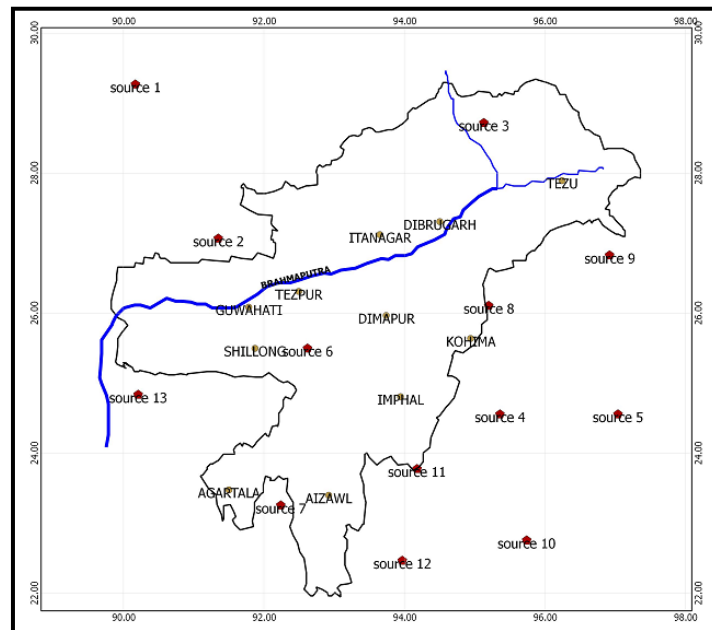 90.00 92.00 94.00 96.00 98.00
30.00 30.00
source 1
source 3
28.00 28.00
TEZU
DIBRUGARH
ITANAGAR
source 2
source 9
BRAHMAPUTRA
TEZPUR
GUWAHATI
source 8
26.00 26.00
DIMAPUR
KOHIMA
SHILLONG source 6
source 13
IMPHAL
source 4
source 5
24.00 24.00
source 11
AGARTALA
AIZAWL
source 7
source 10
source 12
22.00 22.00
90.00 92.00 94.00 96.00 98.00